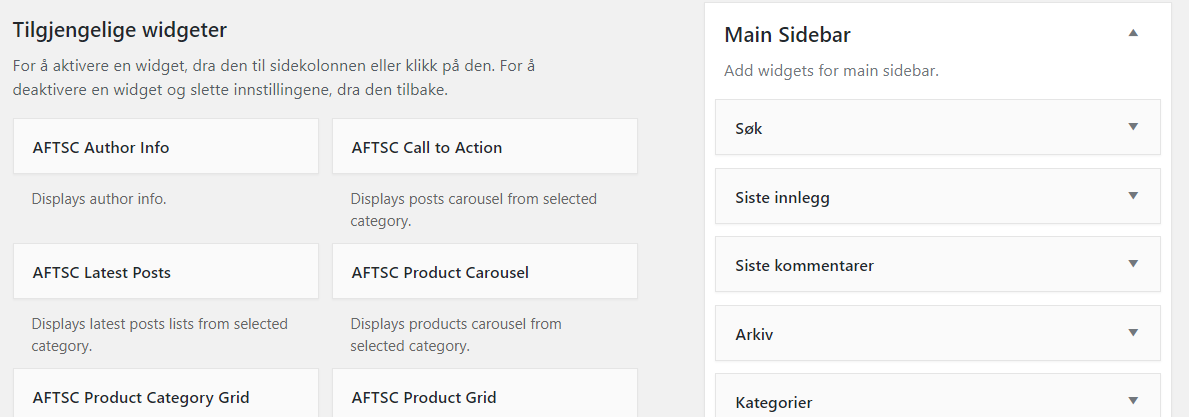 Tilgjengelige widgeter
For å aktivere en widget, dra den til sidekolonnen eller klikk på den. For å
deaktivere en widget og slette innstillingene, dra den tilbake.
AFTSC Author Info
Displays author info.
AFTSC Call to Action
Displays posts carousel from selected
category.
AFTSC Latest Posts
Displays latest posts lists from selected
category.
AFTSC Product Carousel
Displays products carousel from
selected category.
AFTSC Product Category Grid
AFTSC Product Grid
Main Sidebar
Add widgets for main sidebar.
Søk
Siste innlegg
Siste kommentarer
Arkiv
Kategorier